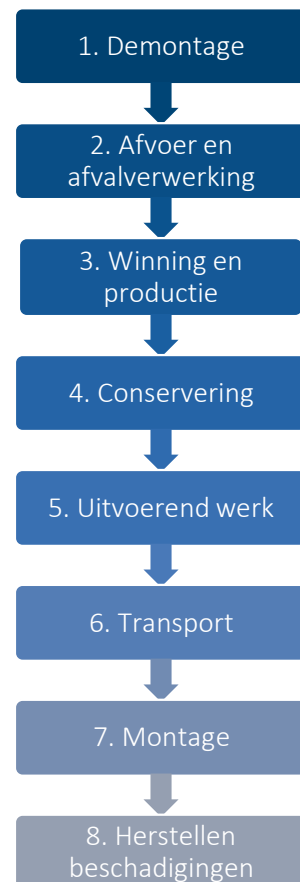 1. Demontage
2. Afvoer en
afvalverwerking
3. Winning en
productie
4. Conservering
5. Uitvoerend werk
6. Transport
7. Montage
8. Herstellen
beschadigingen